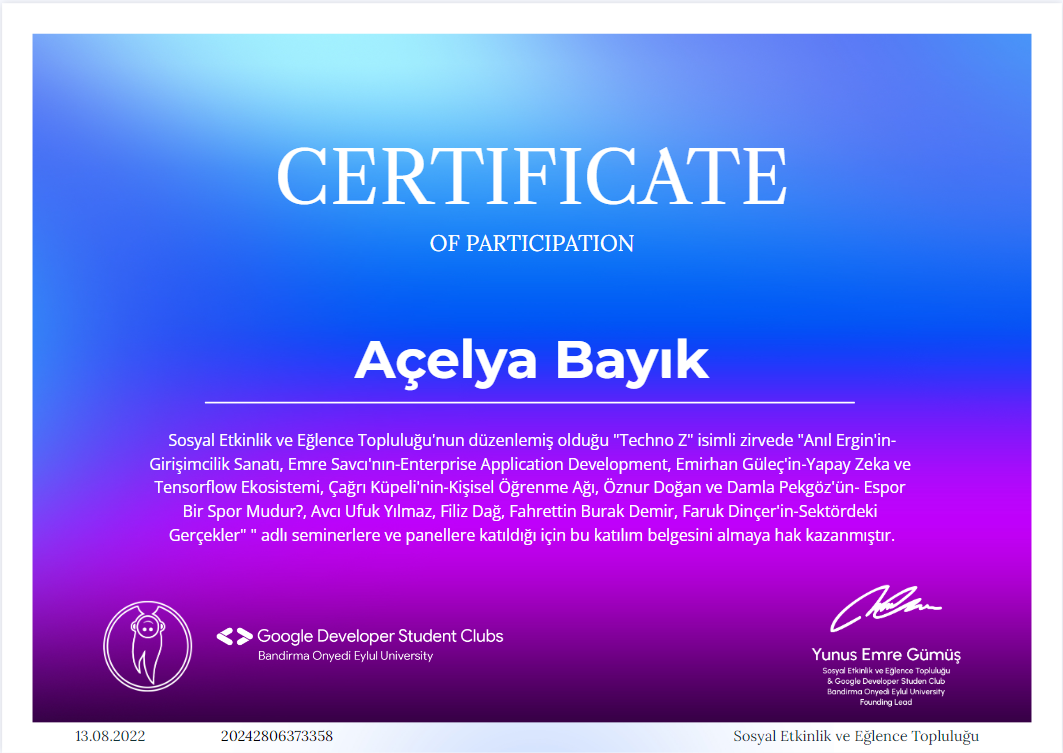 CERTIFICATE
OF PARTICIPATION
Açelya Bayık
Sosyal Etkinlik ve Eğlence Topluluğu'nun düzenlemiş olduğu "Techno Z" isimli zirvede "Anıl Ergin'in-
Girişimcilik Sanatı, Emre Savcı'nın-Enterprise Application Development, Emirhan Güleç'in-Yapay Zeka ve
Tensorflow Ekosistemi, Çağrı Küpeli'nin-Kişisel Öğrenme Ağı, Öznur Doğan ve Damla Pekgöz'ün- Espor
Bir Spor Mudur?, Avcı Ufuk Yılmaz, Filiz Dağ, Fahrettin Burak Demir, Faruk Dinçer'in-Sektördeki
Gerçekler" " adlı seminerlere ve panellere katıldığı için bu katılım belgesini almaya hak kazanmıştır.
Google Developer Student Clubs
Bandirma Onyedi Eylul University
Yunus Emre Gümüş
Sosyal Etkinlik ve Eğlence Topluluğu
& Google Developer Studen Club
Bandırma Onyedi Eylul University
Founding Lead
13.08.2022 20242806373358 Sosyal Etkinlik ve Eğlence Topluluğu